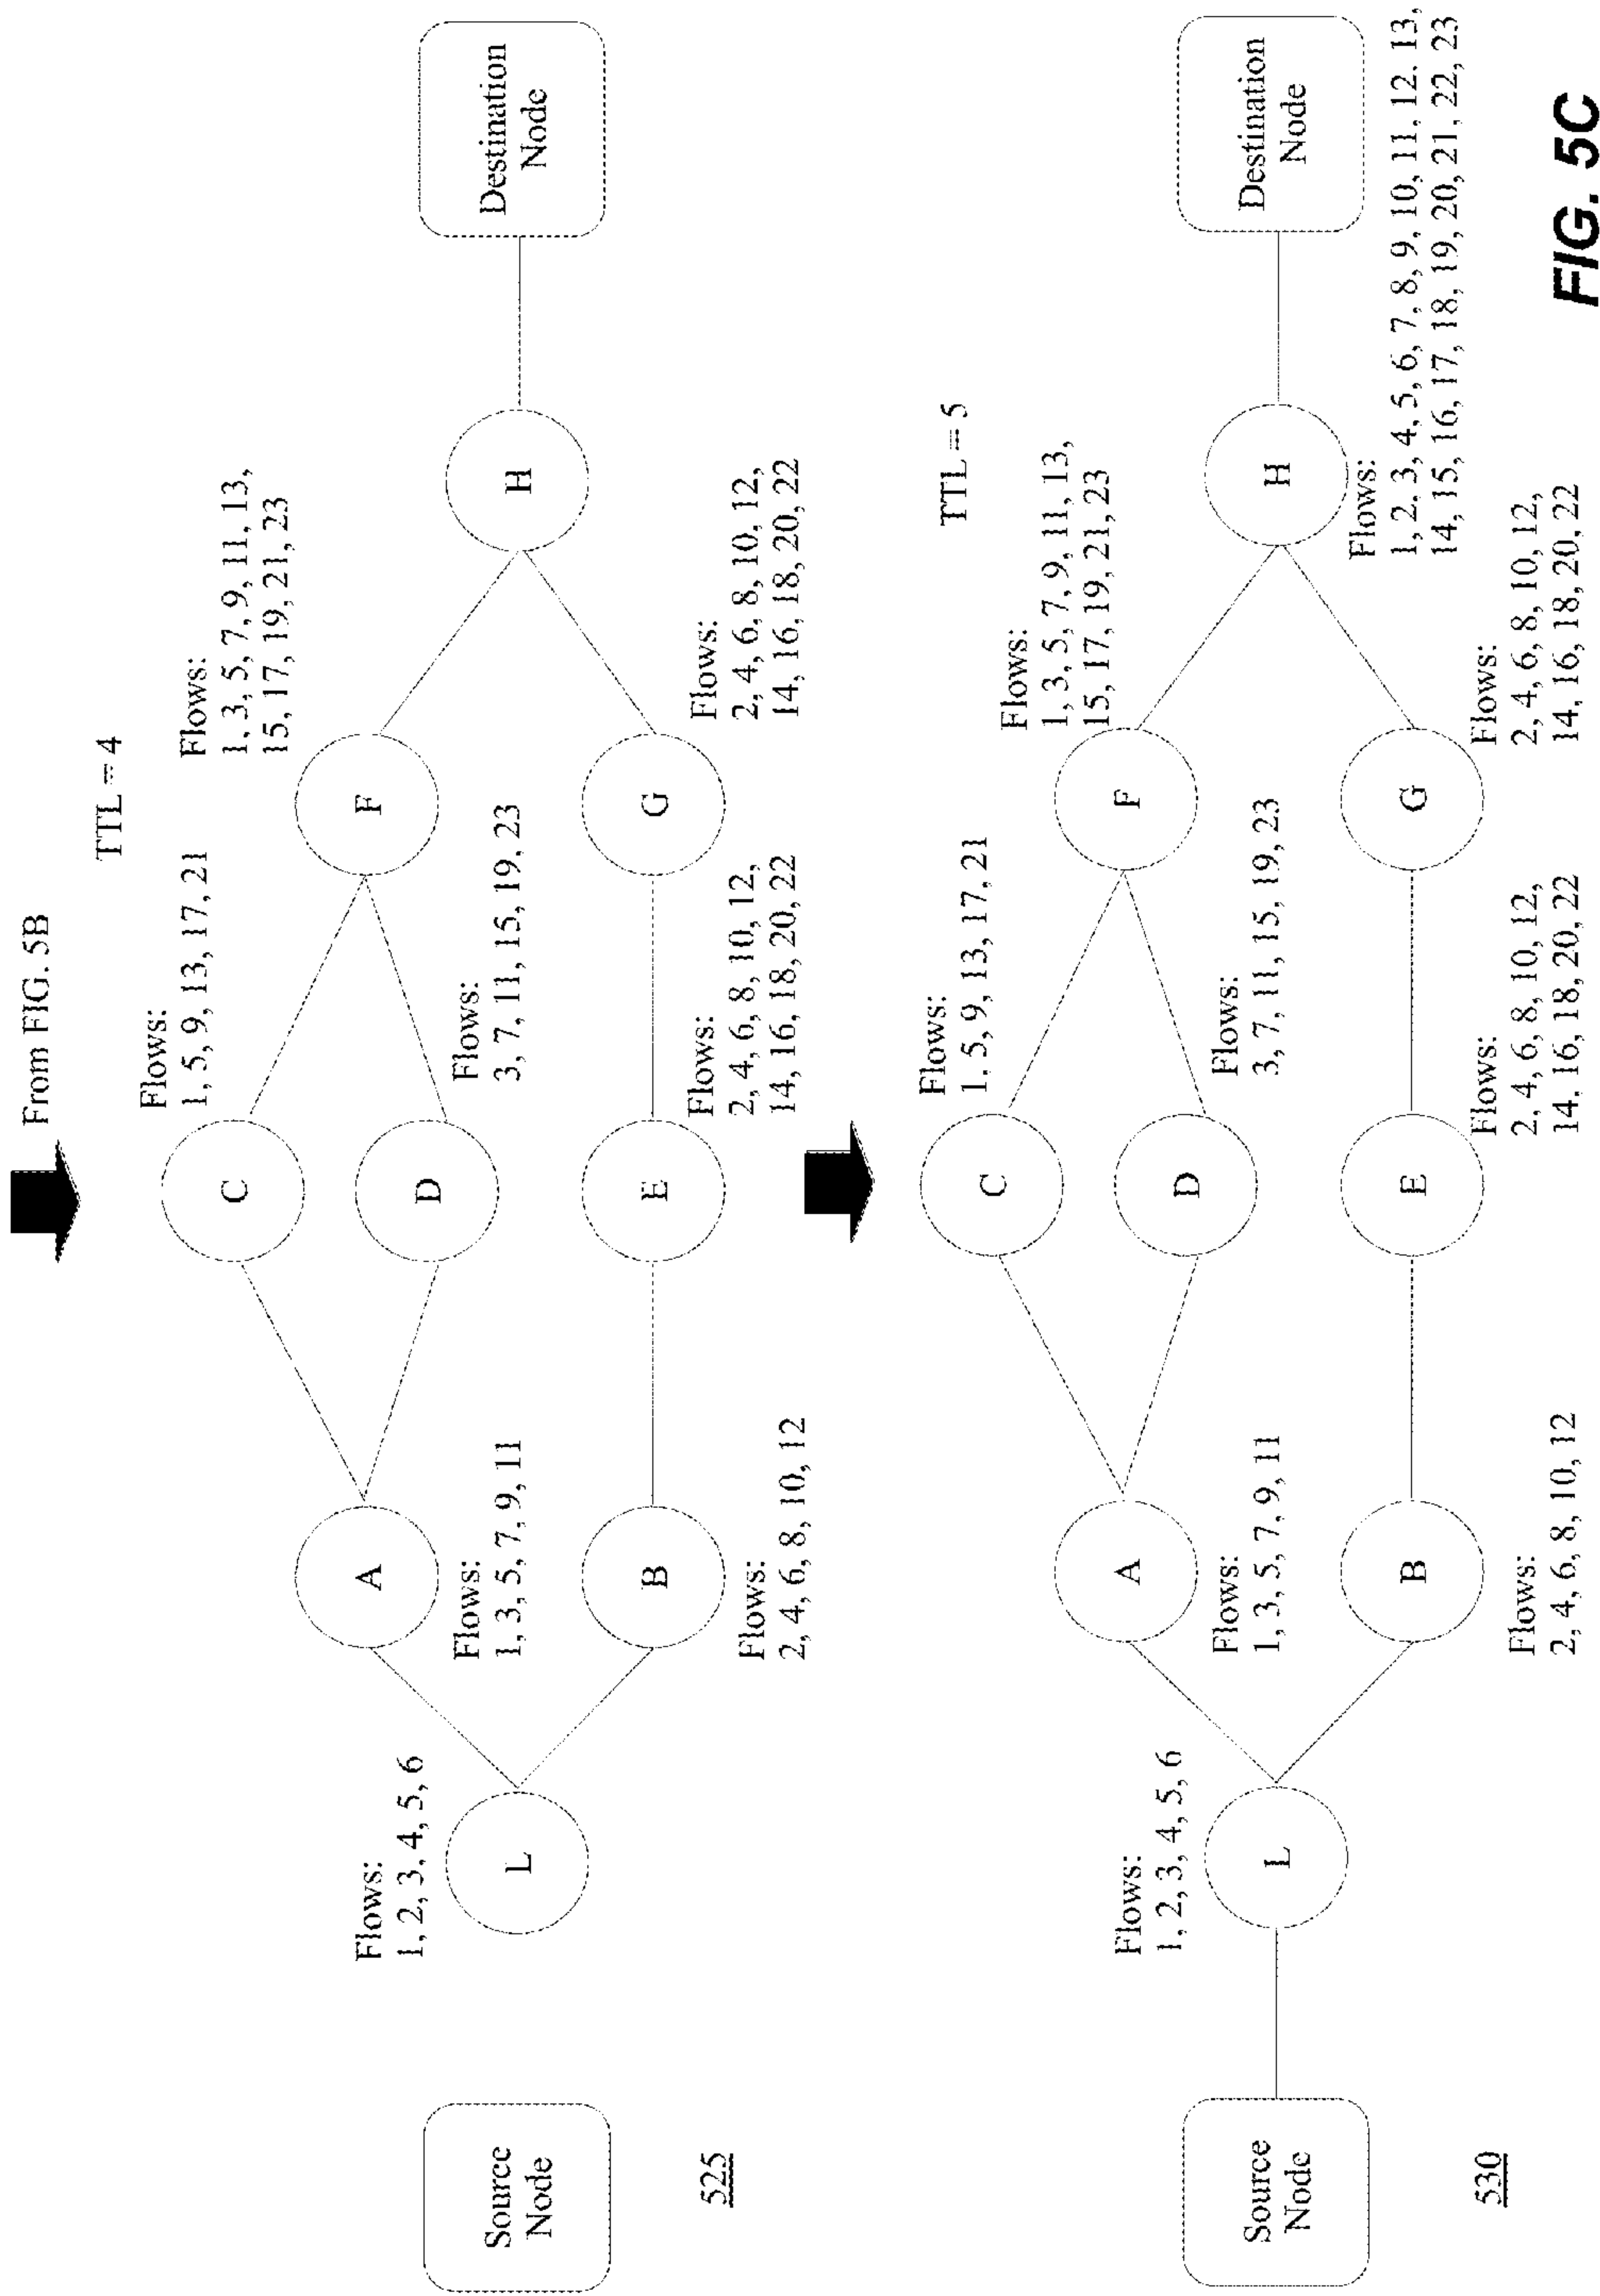 From FIG. 5B
TTL = 4
Flows:
1, 5, 9, 13, 17, 21
Flows:
1, 3, 5, 7, 9, 11, 13,
15, 17, 19, 21, 23
C
F
Flows:
1, 2, 3, 4, 5, 6
A
D
Flows:
3, 7, 11, 15, 19, 23
Source
Node
L
H
Destination
Node
Flows:
1, 3, 5, 7, 9, 11
B
E
G
Flows:
2, 4, 6, 8, 10, 12,
14, 16, 18, 20, 22
Flows:
2, 4, 6, 8, 10, 12,
14, 16, 18, 20, 22
525
Flows:
2, 4, 6, 8, 10, 12
TTL = 5
Flows:
1, 5, 9, 13, 17, 21
Flows:
1, 3, 5, 7, 9, 11, 13,
15, 17, 19, 21, 23
C
F
Flows:
1, 2, 3, 4, 5, 6
A
D
Flows:
3, 7, 11, 15, 19, 23
Source
Node
L
H
Destination
Node
Flows:
1, 3, 5, 7, 9, 11
Flows:
1, 2, 3, 4, 5, 6, 7, 8, 9, 10, 11, 12, 13,
14, 15, 16, 17, 18, 19, 20, 21, 22, 23
B
E
G
Flows:
2, 4, 6, 8, 10, 12,
14, 16, 18, 20, 22
Flows:
2, 4, 6, 8, 10, 12,
14, 16, 18, 20, 22
530
Flows:
2, 4, 6, 8, 10, 12
FIG. 5C